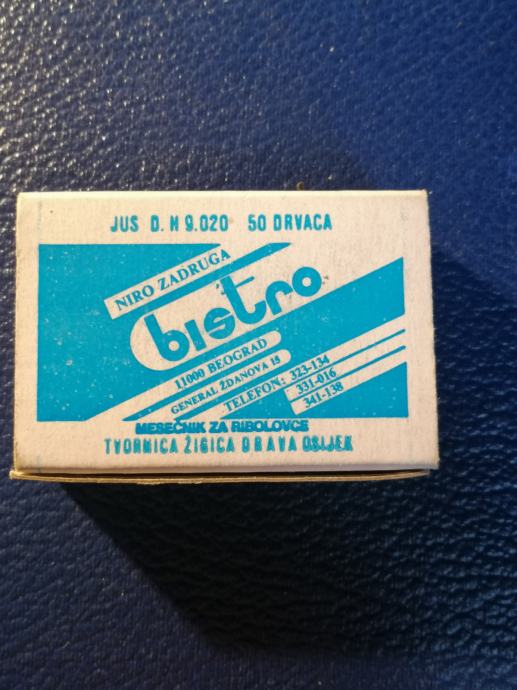 JUS D. N 9.020 50 DRVACA
NIRO ZADRUGA
bistro
11000 BEOGRAD
GENERAL ŽDANOVA 15
TELEFON: 323-134
331-016
341-138
MESEČNIK ZA RIBOLOVCE
TVORNICA ŽIGICA DRAVA OSIJEK